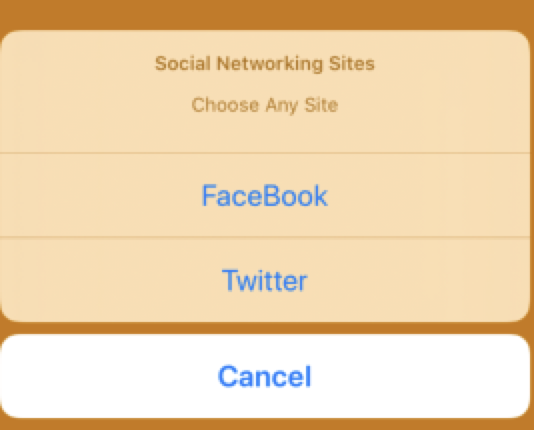 Social Networking Sites
Choose Any Site
FaceBook
Twitter
Cancel